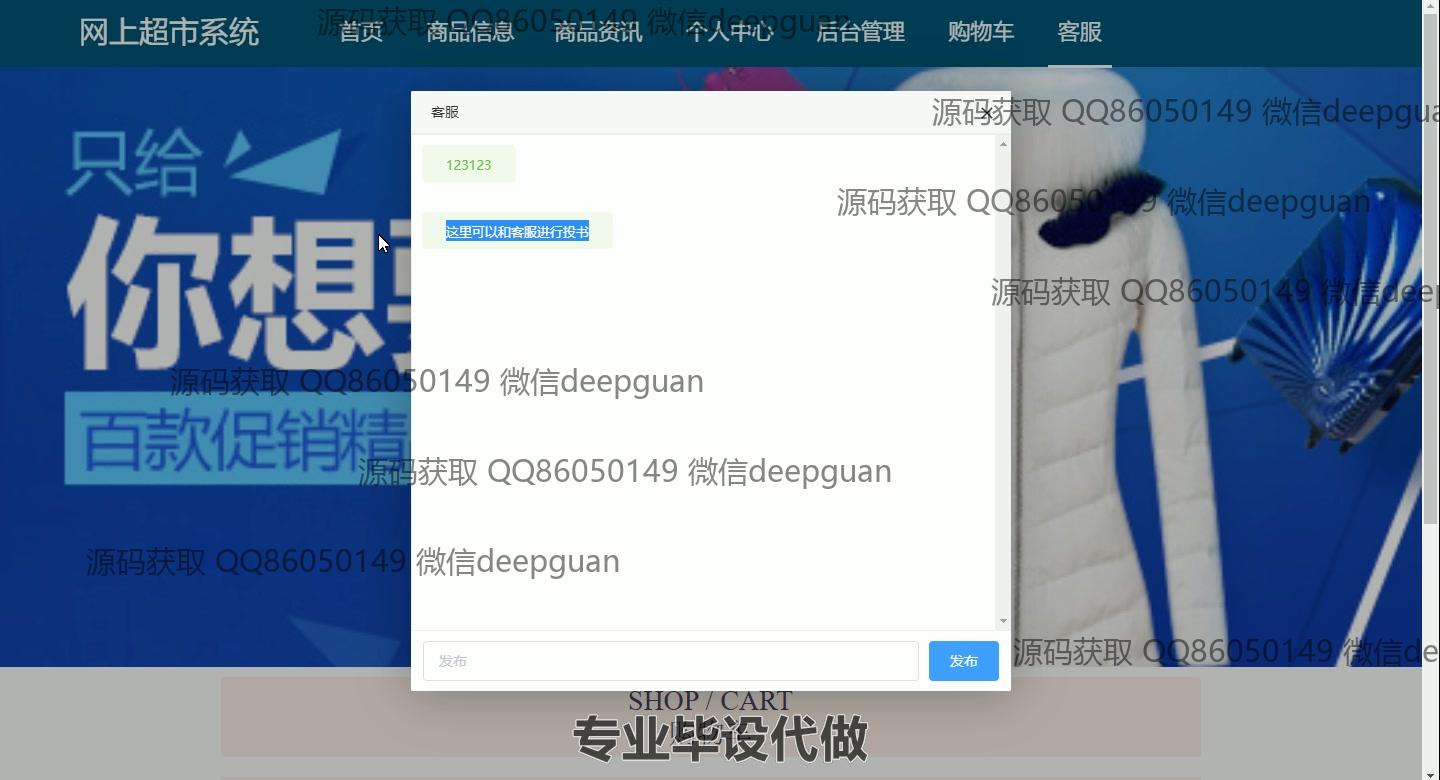 网上超市系统
首页 商品信息 商品资讯 个人中心 后台管理 购物车 客服
源码获取 QQ86050149 微信deepguan
客服
源码获取 QQ86050149 微信deepgua
只给
123123
源码获取 QQ86050149 微信deepguan
你想
这里可以和客服进行投书
源码获取 QQ86050149 微信deep
源码获取 QQ86050149 微信deepguan
百款促销精
源码获取 QQ86050149 微信deepguan
源码获取 QQ86050149 微信deepguan
源码获取 QQ86050149 微信de
发布 发布
SHOP / CART
购物车
专业毕设代做